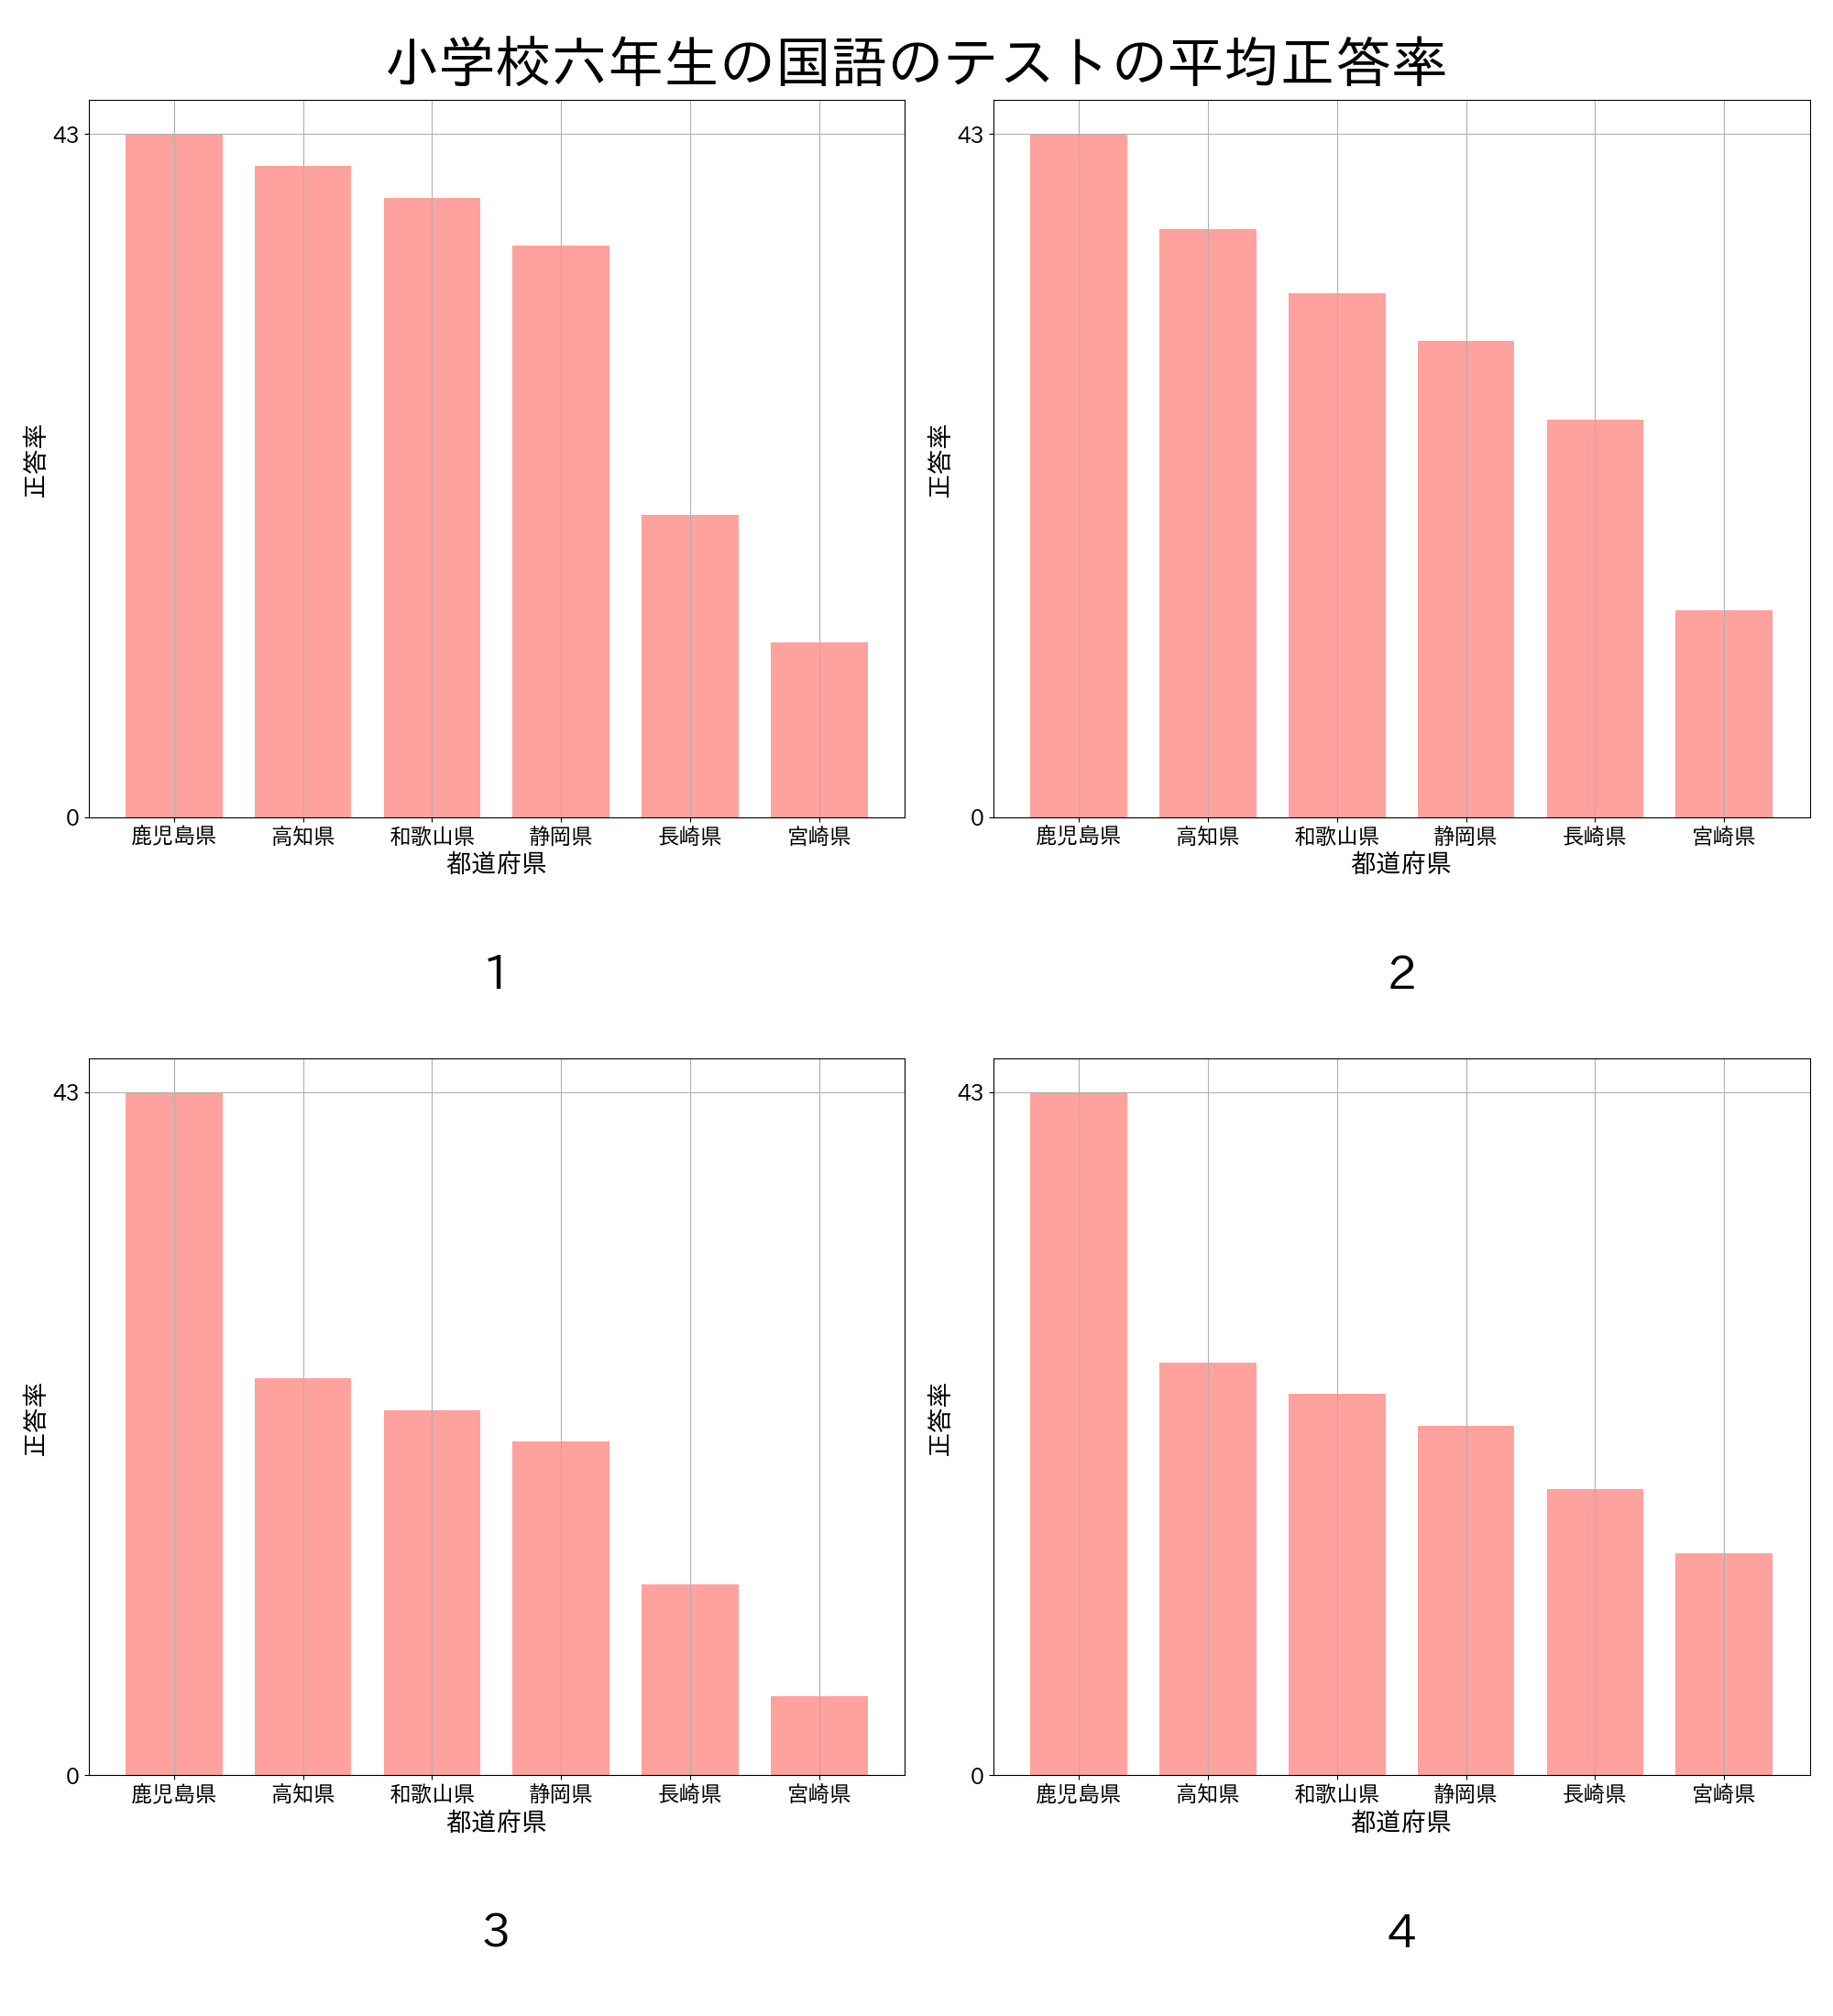 小学校六年生の国語のテストの平均正答率
43
0
正答率
鹿児島県 高知県 和歌山県 静岡県 長崎県 宮崎県
都道府県
1
43
0
正答率
鹿児島県 高知県 和歌山県 静岡県 長崎県 宮崎県
都道府県
2
43
0
正答率
鹿児島県 高知県 和歌山県 静岡県 長崎県 宮崎県
都道府県
3
43
0
正答率
鹿児島県 高知県 和歌山県 静岡県 長崎県 宮崎県
都道府県
4